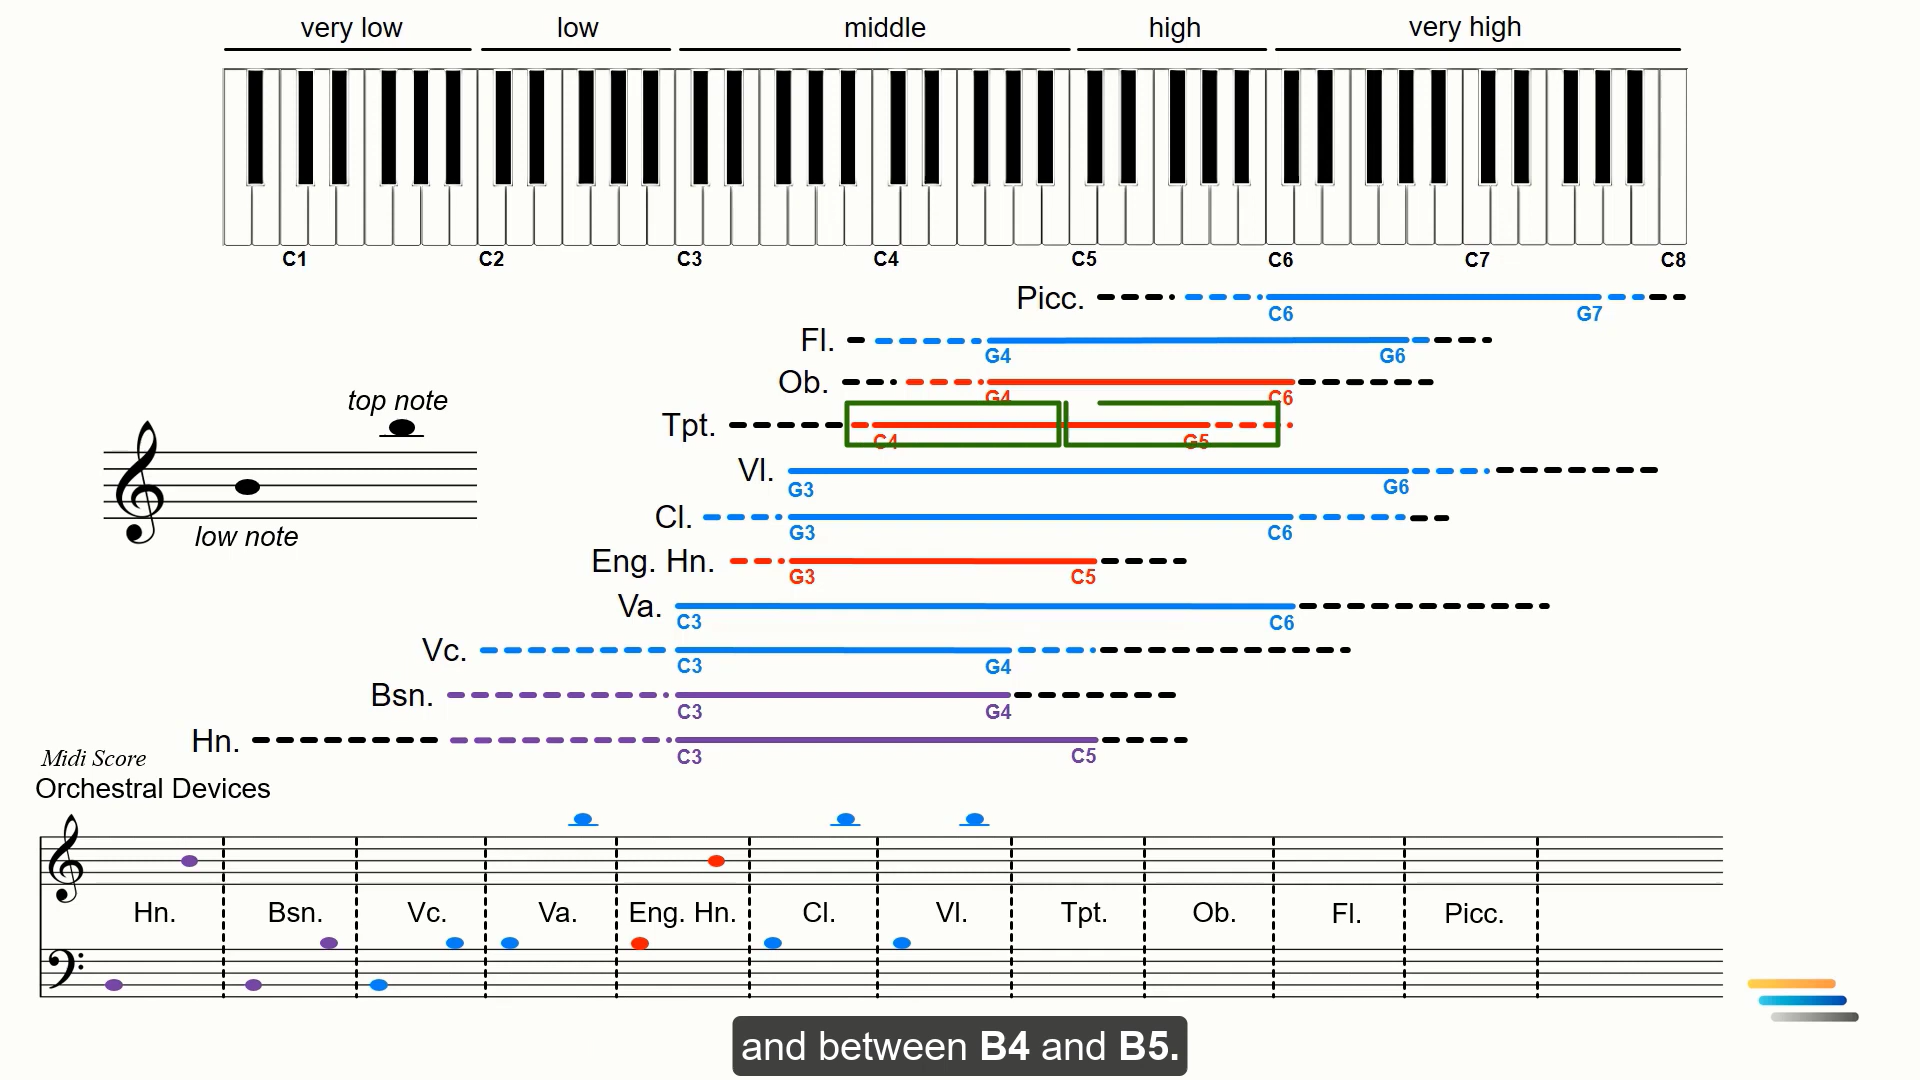 very low low middle high very high
C1 C2 C3 C4 C5 C6 C7 C8
Picc.
C6 G7
Fl.
G4 G6
Ob.
G4 C6
top note
Tpt.
C4 G5
Vl.
G3 G6
low note
Cl.
G3 C6
Eng. Hn.
G3 C5
Va.
C3 C6
Vc.
C3 G4
Bsn.
C3 G4
Hn.
C3 C5
Midi Score
Orchestral Devices
Hn. Bsn. Vc. Va. Eng. Hn. Cl. Vl. Tpt. Ob. Fl. Picc.
and between B4 and B5.